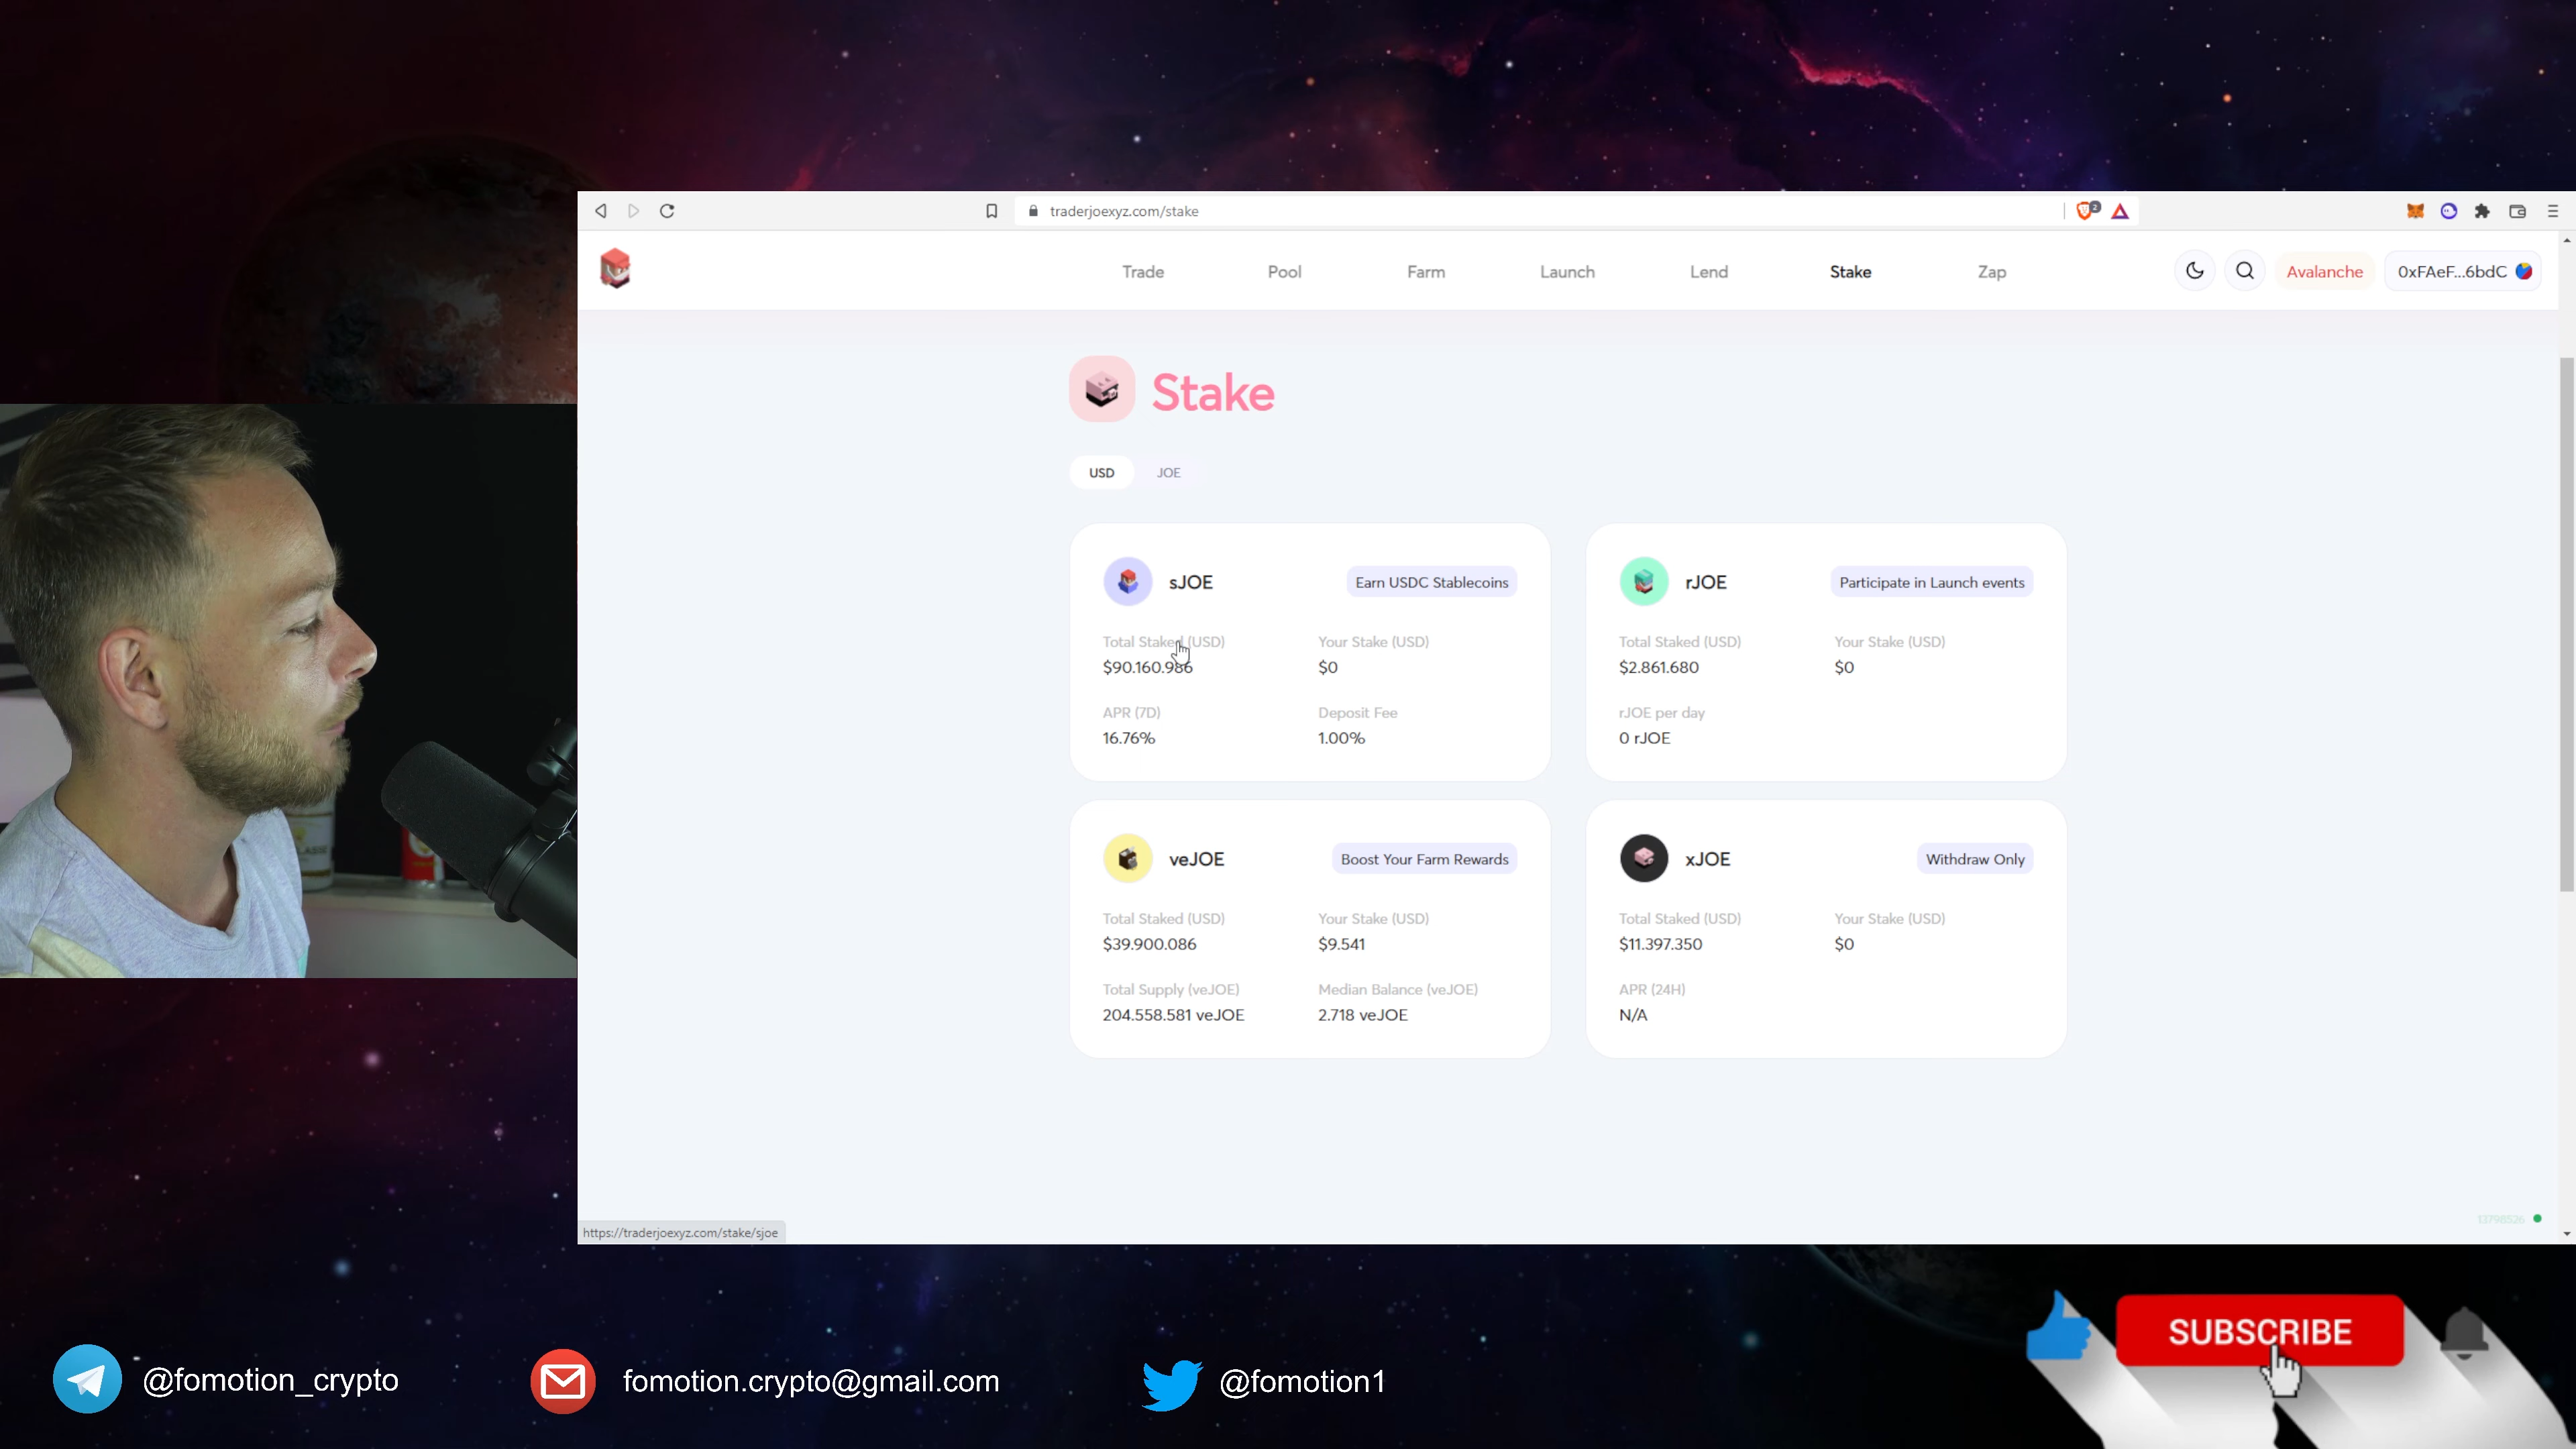 traderjoexyz.com/stake
2
Trade Pool Farm Launch Lend Stake Zap
Avalanche 0xFAeF...6bdC
Stake
USD JOE
sJOE Earn USDC Stablecoins
Total Staked (USD) Your Stake (USD)
$90.160.986 $0
APR (7D) Deposit Fee
16.76% 1.00%
rJOE Participate in Launch events
Total Staked (USD) Your Stake (USD)
$2.861.680 $0
rJOE per day
0 rJOE
veJOE Boost Your Farm Rewards
Total Staked (USD) Your Stake (USD)
$39.900.086 $9.541
Total Supply (veJOE) Median Balance (veJOE)
204.558.581 veJOE 2.718 veJOE
xJOE Withdraw Only
Total Staked (USD) Your Stake (USD)
$11.397.350 $0
APR (24H)
N/A
13798526
https://traderjoexyz.com/stake/sjoe
@fomotion_crypto
fomotion.crypto@gmail.com
@fomotion1
SUBSCRIBE